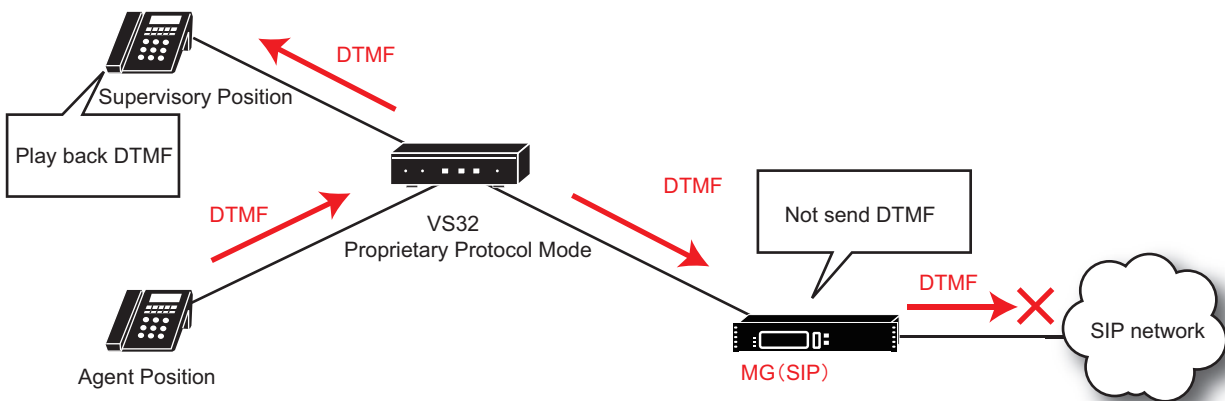 DTMF
Supervisory Position
Play back DTMF
DTMF
DTMF
Not send DTMF
VS32
Proprietary Protocol Mode
DTMF
SIP network
MG(SIP)
Agent Position